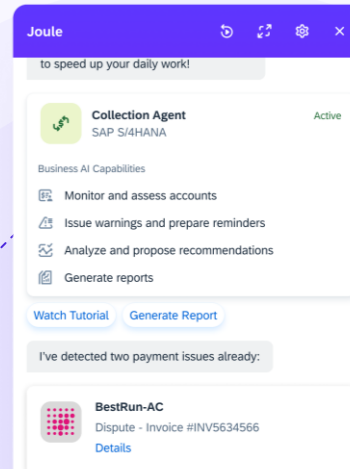 Joule
to speed up your daily work!
Collection Agent
Active
SAP S/4HANA
Business AI Capabilities
Monitor and assess accounts
Issue warnings and prepare reminders
Analyze and propose recommendations
Generate reports
Watch Tutorial
Generate Report
I've detected two payment issues already:
BestRun-AC
Dispute - Invoice #INV5634566
Details